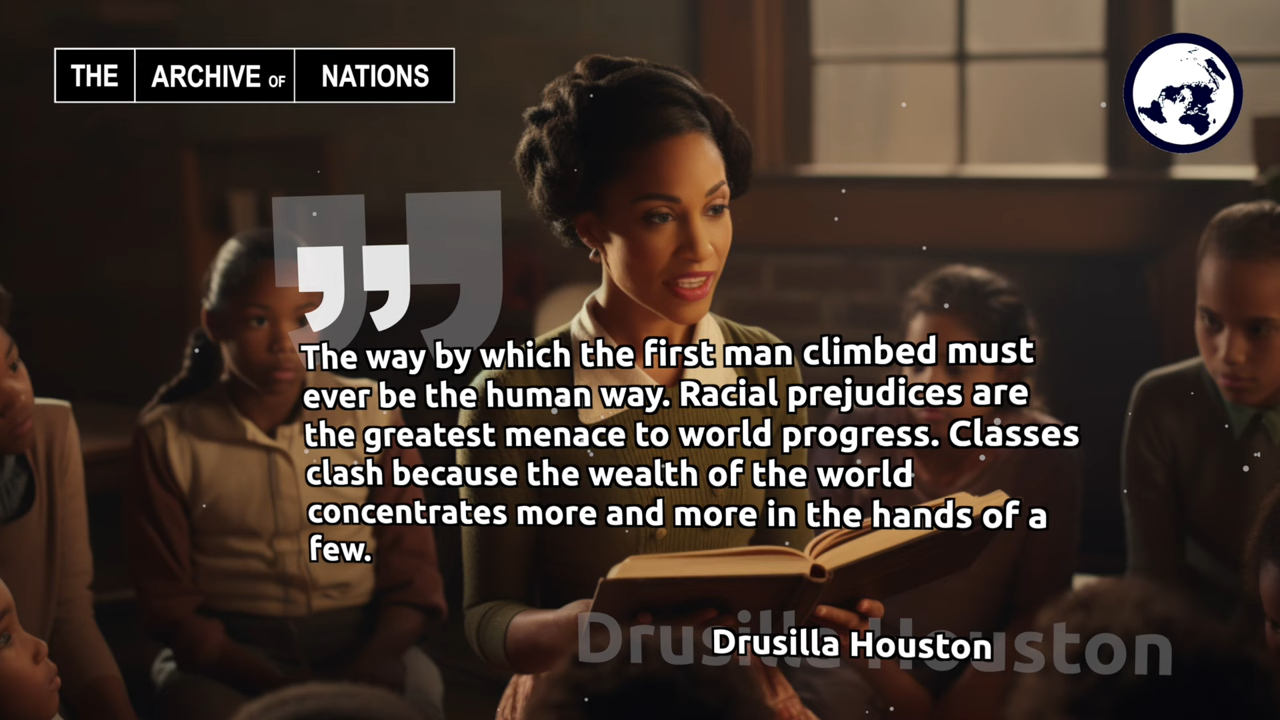 THE ARCHIVE OF NATIONS
The way by which the first man climbed must
ever be the human way. Racial prejudices are
the greatest menace to world progress. Classes
clash because the wealth of the world
concentrates more and more in the hands of a
few.
Drusilla Houston
Drusilla Houston